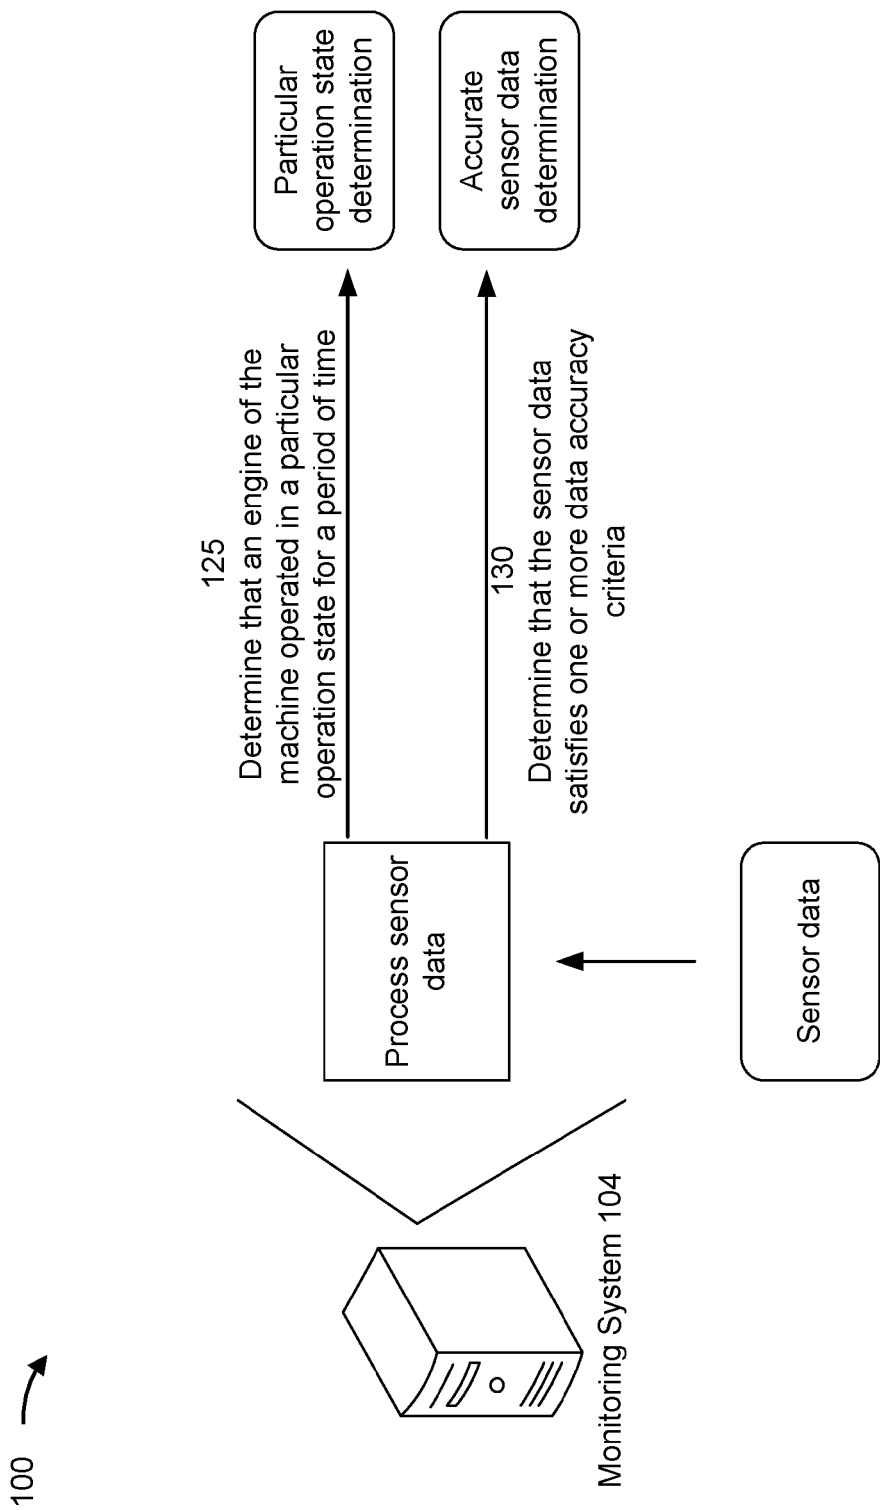 100
125
Determine that an engine of the
machine operated in a particular
operation state for a period of time
Particular
operation state
determination
Process sensor
data
130
Determine that the sensor data
satisfies one or more data accuracy
criteria
Accurate
sensor data
determination
Monitoring System 104
Sensor data